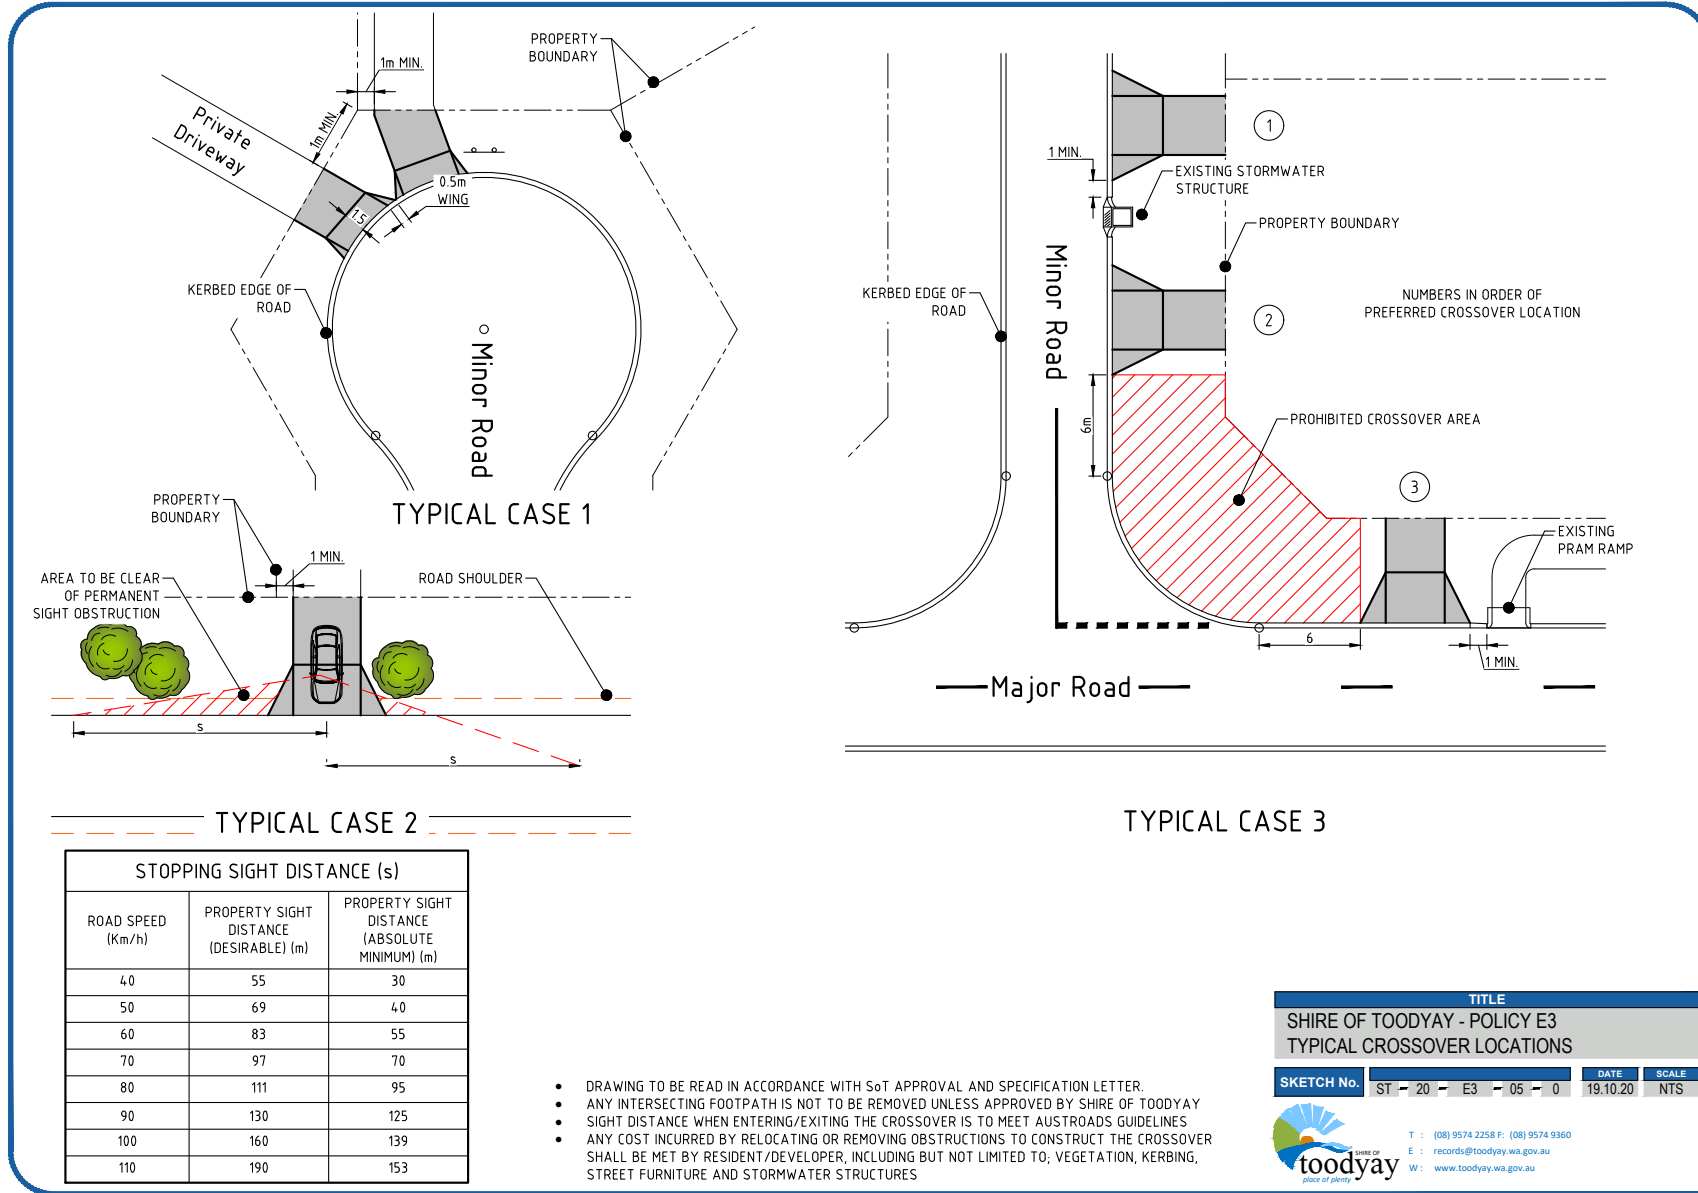 PROPERTY
BOUNDARY
1m MIN.
1m MIN.
Private
Driveway
0.5m
WING
1.5
KERBED EDGE OF
ROAD
Minor Road
TYPICAL CASE 1
PROPERTY
BOUNDARY
1 MIN.
AREA TO BE CLEAR
OF PERMANENT
SIGHT OBSTRUCTION
ROAD SHOULDER
s
s
TYPICAL CASE 2
1
1 MIN.
EXISTING STORMWATER
STRUCTURE
PROPERTY BOUNDARY
Minor Road
KERBED EDGE OF
ROAD
NUMBERS IN ORDER OF
PREFERRED CROSSOVER LOCATION
2
6m
PROHIBITED CROSSOVER AREA
3
EXISTING
PRAM RAMP
6
1 MIN.
Major Road
TYPICAL CASE 3
STOPPING SIGHT DISTANCE (s)
ROAD SPEED
(Km/h)
PROPERTY SIGHT
DISTANCE
(DESIRABLE) (m)
PROPERTY SIGHT
DISTANCE
(ABSOLUTE
MINIMUM) (m)
40 55 30
50 69 40
60 83 55
70 97 70
80 111 95
90 130 125
100 160 139
110 190 153
• DRAWING TO BE READ IN ACCORDANCE WITH SoT APPROVAL AND SPECIFICATION LETTER.
• ANY INTERSECTING FOOTPATH IS NOT TO BE REMOVED UNLESS APPROVED BY SHIRE OF TOODYAY
• SIGHT DISTANCE WHEN ENTERING/EXITING THE CROSSOVER IS TO MEET AUSTROADS GUIDELINES
• ANY COST INCURRED BY RELOCATING OR REMOVING OBSTRUCTIONS TO CONSTRUCT THE CROSSOVER
SHALL BE MET BY RESIDENT/DEVELOPER, INCLUDING BUT NOT LIMITED TO; VEGETATION, KERBING,
STREET FURNITURE AND STORMWATER STRUCTURES
TITLE
SHIRE OF TOODYAY - POLICY E3
TYPICAL CROSSOVER LOCATIONS
SKETCH No.
ST - 20 - E3 - 05 - 0
DATE
19.10.20
SCALE
NTS
SHIRE OF
toodyay
place of plenty
T : (08) 9574 2258 F: (08) 9574 9360
E : records@toodyay.wa.gov.au
W : www.toodyay.wa.gov.au